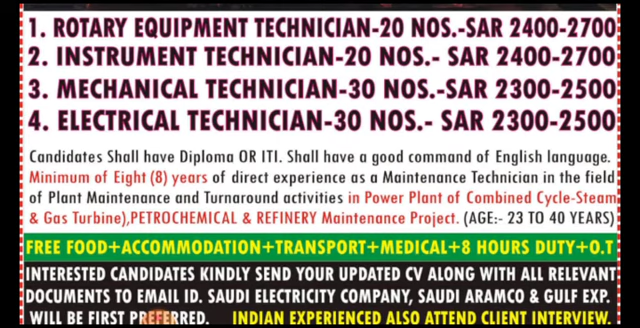 1. ROTARY EQUIPMENT TECHNICIAN-20 NOS.-SAR 2400-2700
2. INSTRUMENT TECHNICIAN-20 NOS.- SAR 2400-2700
3. MECHANICAL TECHNICIAN-30 NOS.-SAR 2300-2500
4. ELECTRICAL TECHNICIAN-30 NOS.- SAR 2300-2500
Candidates Shall have Diploma OR ITI. Shall have a good command of English language.
Minimum of Eight (8) years of direct experience as a Maintenance Technician in the field
of Plant Maintenance and Turnaround activities in Power Plant of Combined Cycle-Steam
& Gas Turbine),PETROCHEMICAL & REFINERY Maintenance Project. (AGE:- 23 TO 40 YEARS)
FREE FOOD+ACCOMMODATION+TRANSPORT+MEDICAL+8 HOURS DUTY+O.T
INTERESTED CANDIDATES KINDLY SEND YOUR UPDATED CV ALONG WITH ALL RELEVANT
DOCUMENTS TO EMAIL ID. SAUDI ELECTRICITY COMPANY, SAUDI ARAMCO & GULF EXP.
WILL BE FIRST PREFERRED. INDIAN EXPERIENCED ALSO ATTEND CLIENT INTERVIEW.